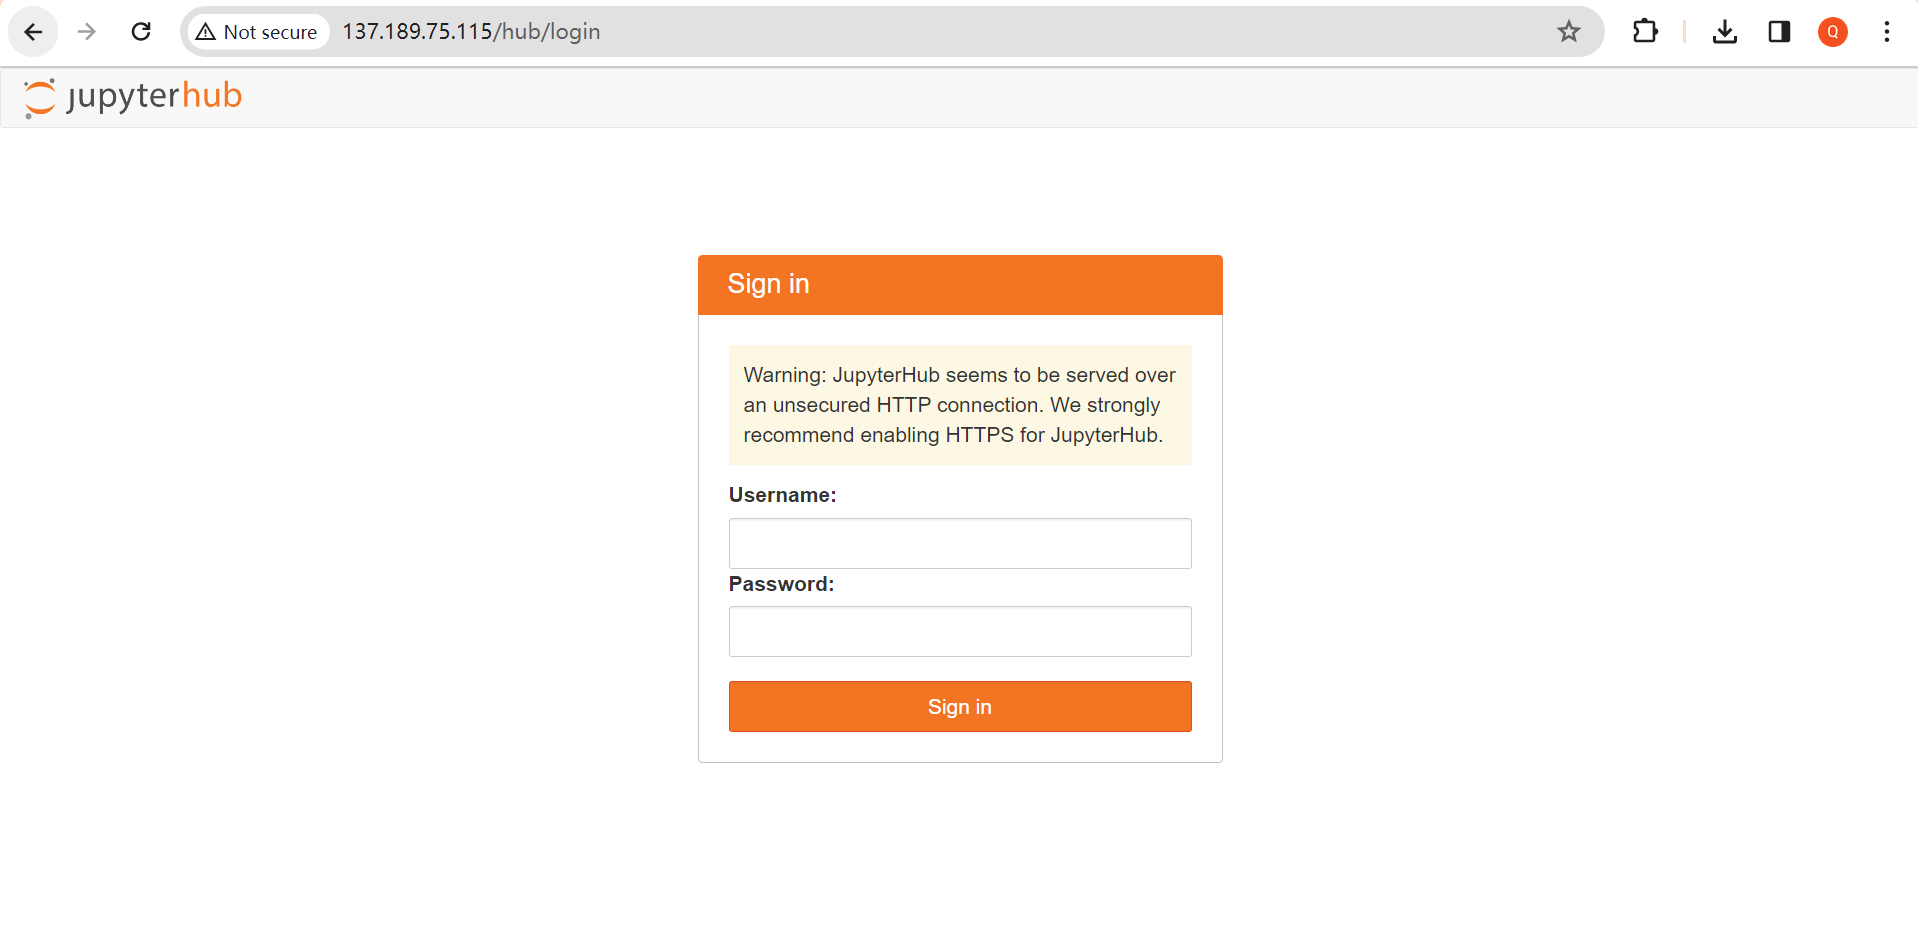 Not secure 137.189.75.115/hub/login Q
jupyterhub
Sign in
Warning: JupyterHub seems to be served over
an unsecured HTTP connection. We strongly
recommend enabling HTTPS for JupyterHub.
Username:
Password:
Sign in